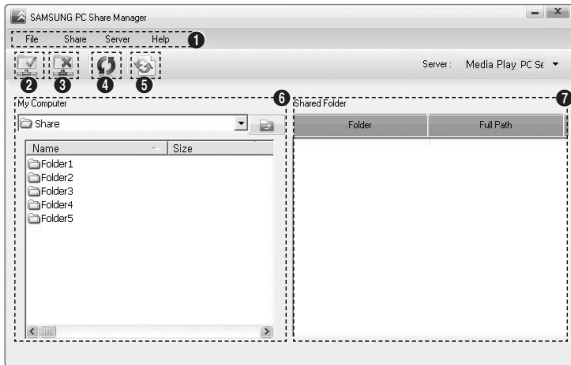 SAMSUNG PC Share Manager
File Share Server Help 1
Server : Media Play PC Se
2 3 4 5
My Computer 6 Shared Folder 7
Share
Folder Full Path
Name Size
Folder1
Folder2
Folder3
Folder4
Folder5